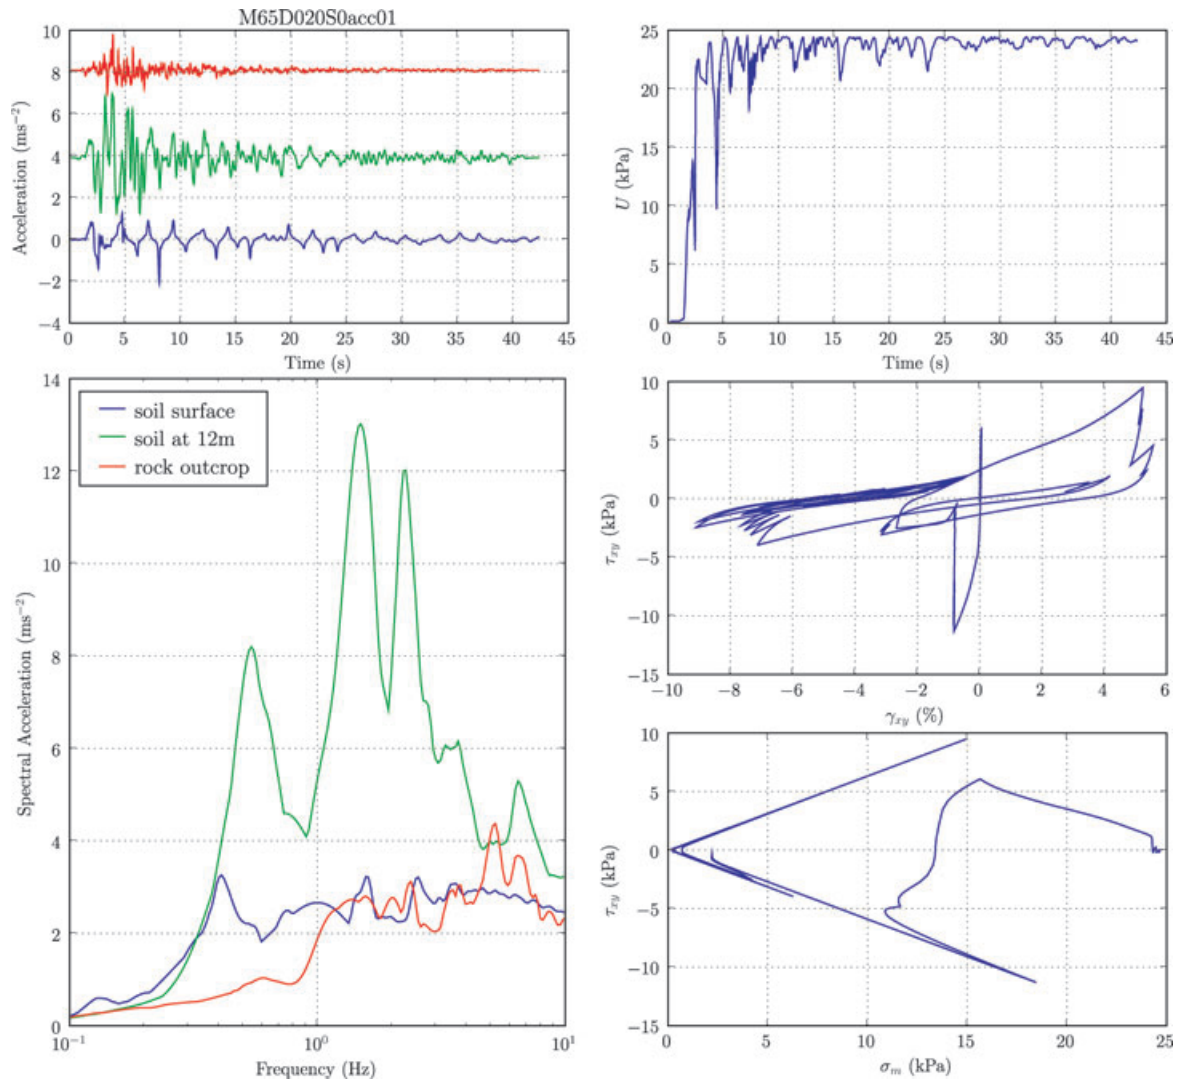 M65D020S0acc01
10
8
6
4
2
0
−2
−4
Acceleration (ms⁻²)
0 5 10 15 20 25 30 35 40 45
Time (s)
25
20
15
10
5
0
U (kPa)
0 5 10 15 20 25 30 35 40 45
Time (s)
14
12
10
8
6
4
2
0
Spectral Acceleration (ms⁻²)
soil surface
soil at 12m
rock outcrop
10⁻¹ 10⁰ 10¹
Frequency (Hz)
10
5
0
−5
−10
−15
τxy (kPa)
−10 −8 −6 −4 −2 0 2 4 6
γxy (%)
10
5
0
−5
−10
−15
τxy (kPa)
0 5 10 15 20 25
σm (kPa)